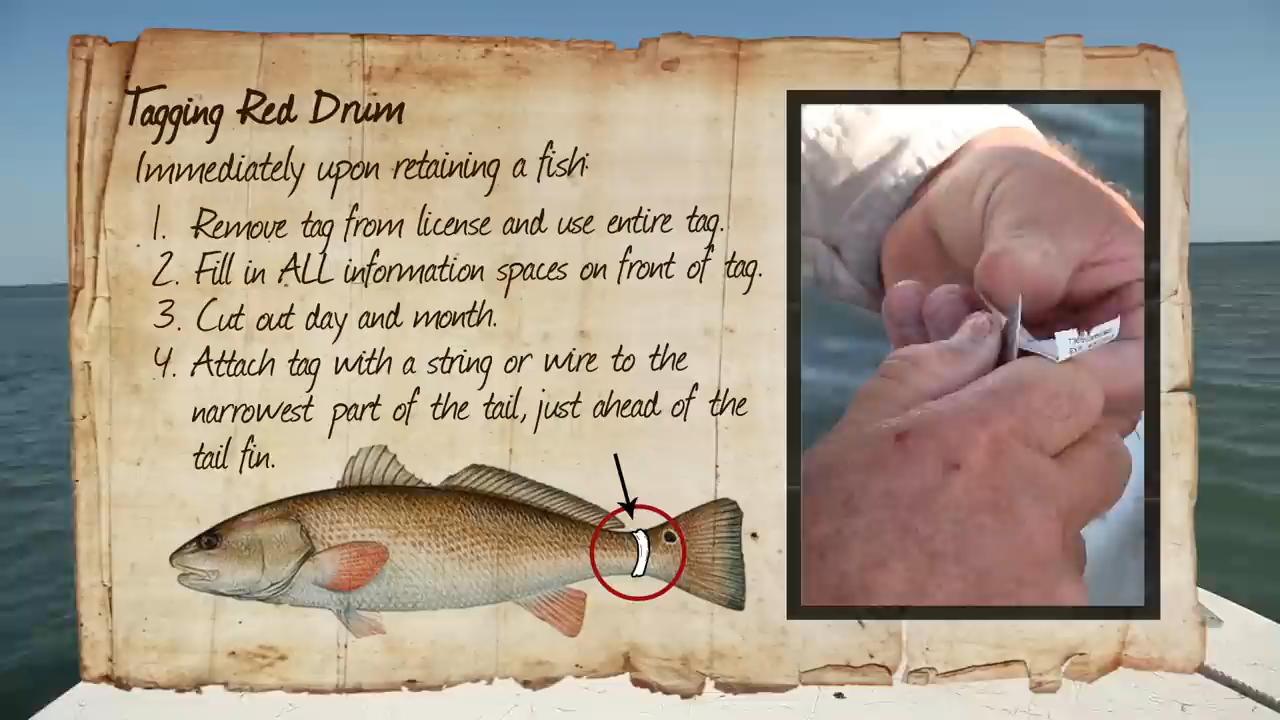 Tagging Red Drum
Immediately upon retaining a fish:
1. Remove tag from license and use entire tag.
2. Fill in ALL information spaces on front of tag.
3. Cut out day and month.
4. Attach tag with a string or wire to the
narrowest part of the tail, just ahead of the
tail fin.